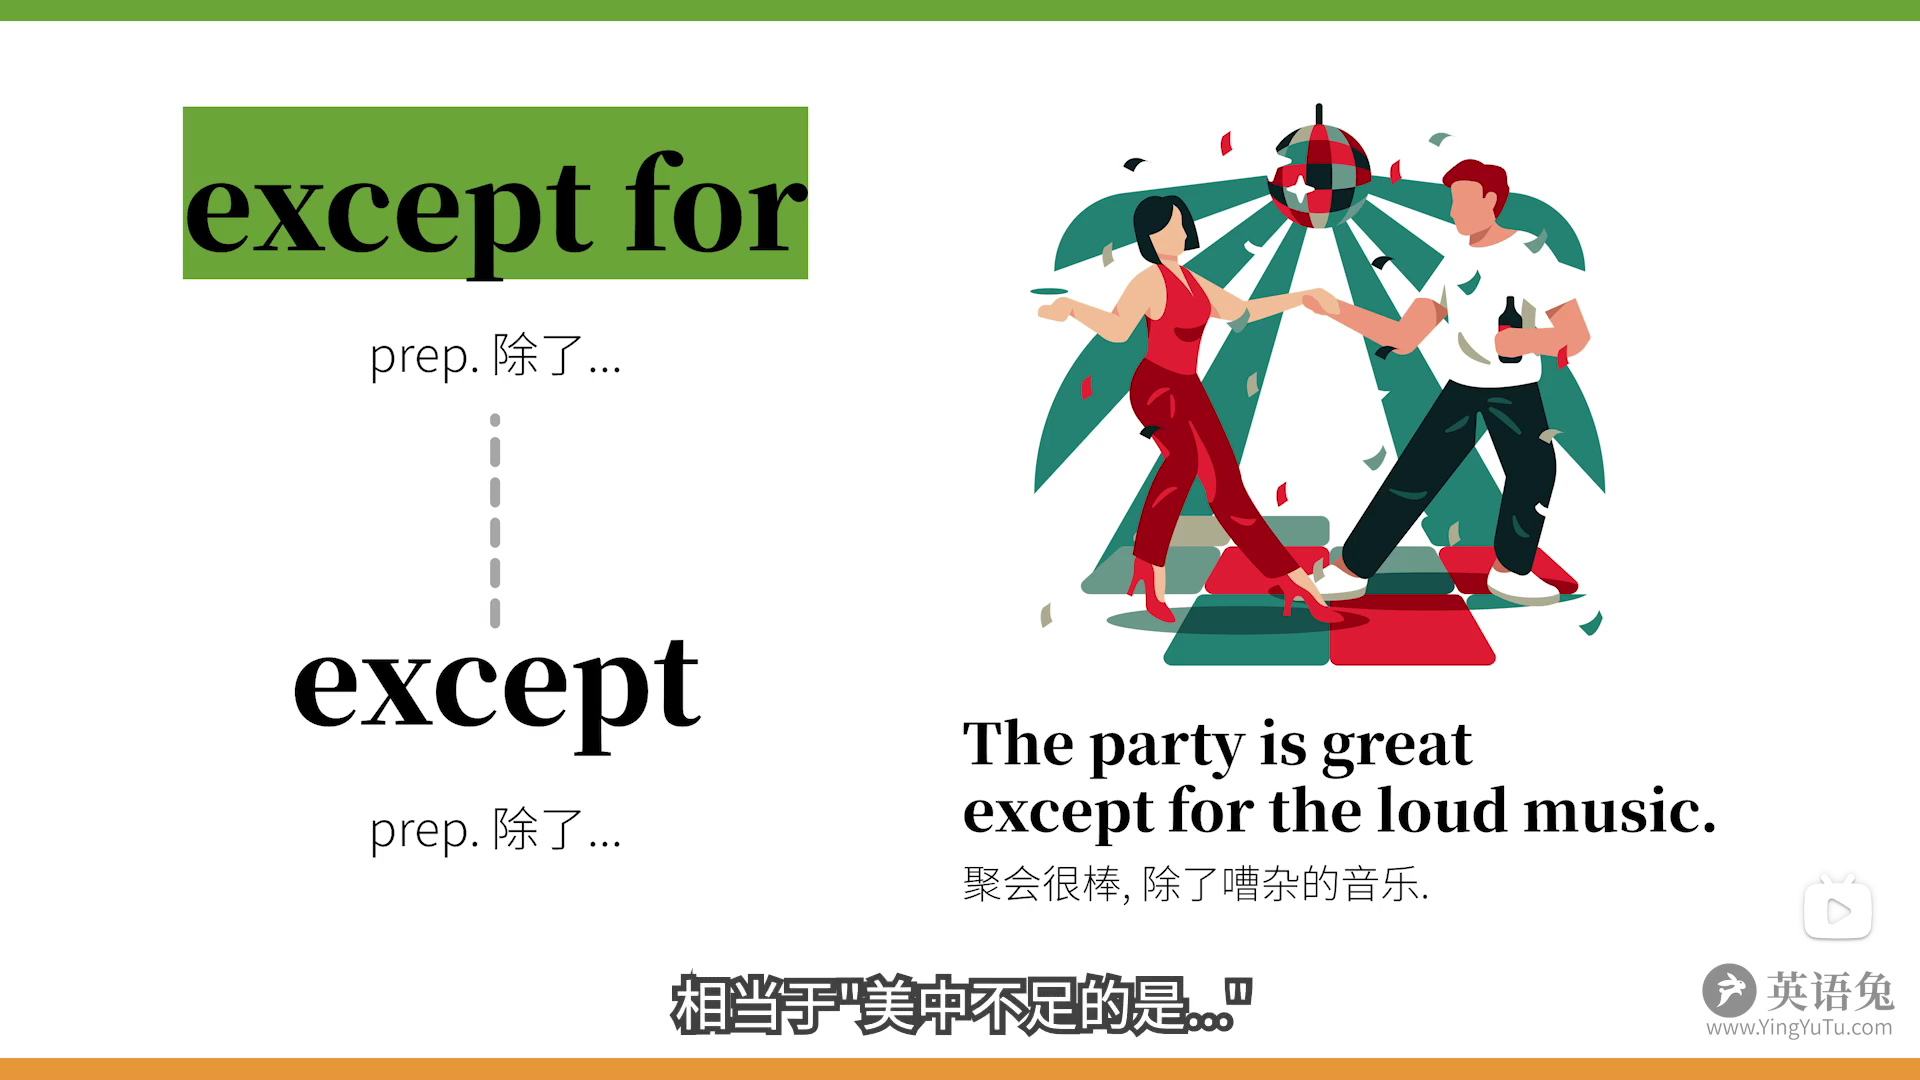 except for
prep. 除了...
except
prep. 除了...
The party is great
except for the loud music.
聚会很棒, 除了嘈杂的音乐.
相当于"美中不足的是..."
英语兔
www.YingYuTu.com